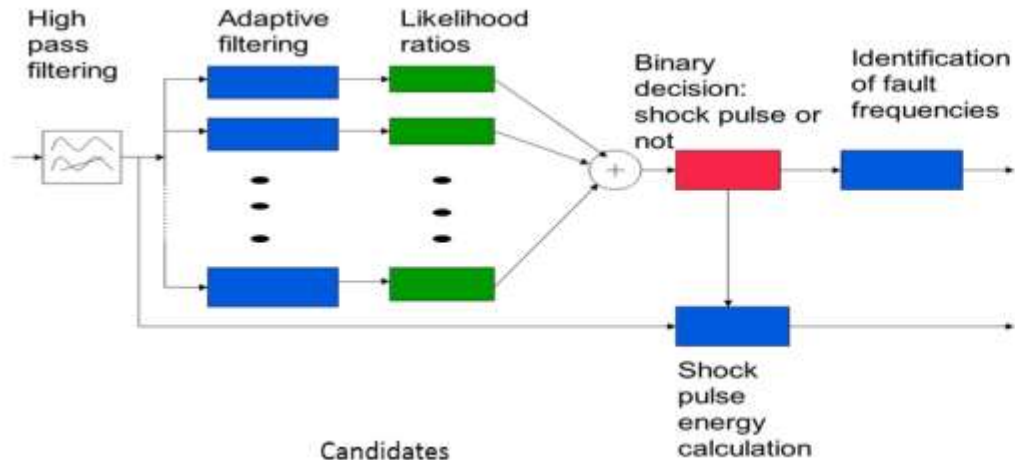 High
pass
filtering
Adaptive
filtering
Likelihood
ratios
Binary
decision:
shock pulse or
not
Identification
of fault
frequencies
+
Shock
pulse
energy
calculation
Candidates